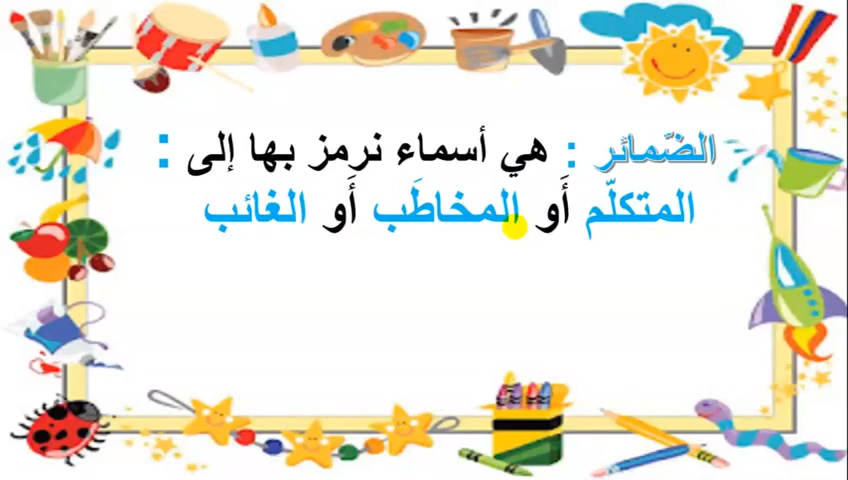 الضّمائر : هي أسماء نرمز بها إلى :
المتكلّم أَو المخاطَب أَو الغائب